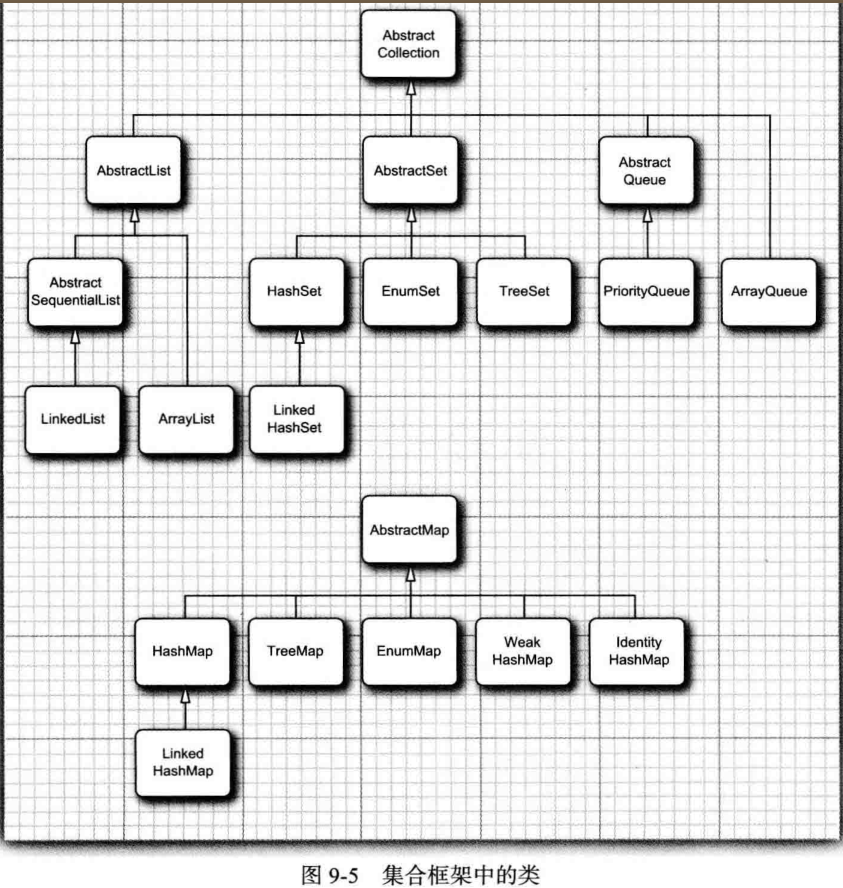 Abstract
Collection
AbstractList
AbstractSet
Abstract
Queue
Abstract
SequentialList
HashSet
EnumSet
TreeSet
PriorityQueue
ArrayQueue
LinkedList
ArrayList
Linked
HashSet
AbstractMap
HashMap
TreeMap
EnumMap
Weak
HashMap
Identity
HashMap
Linked
HashMap
图 9-5 集合框架中的类